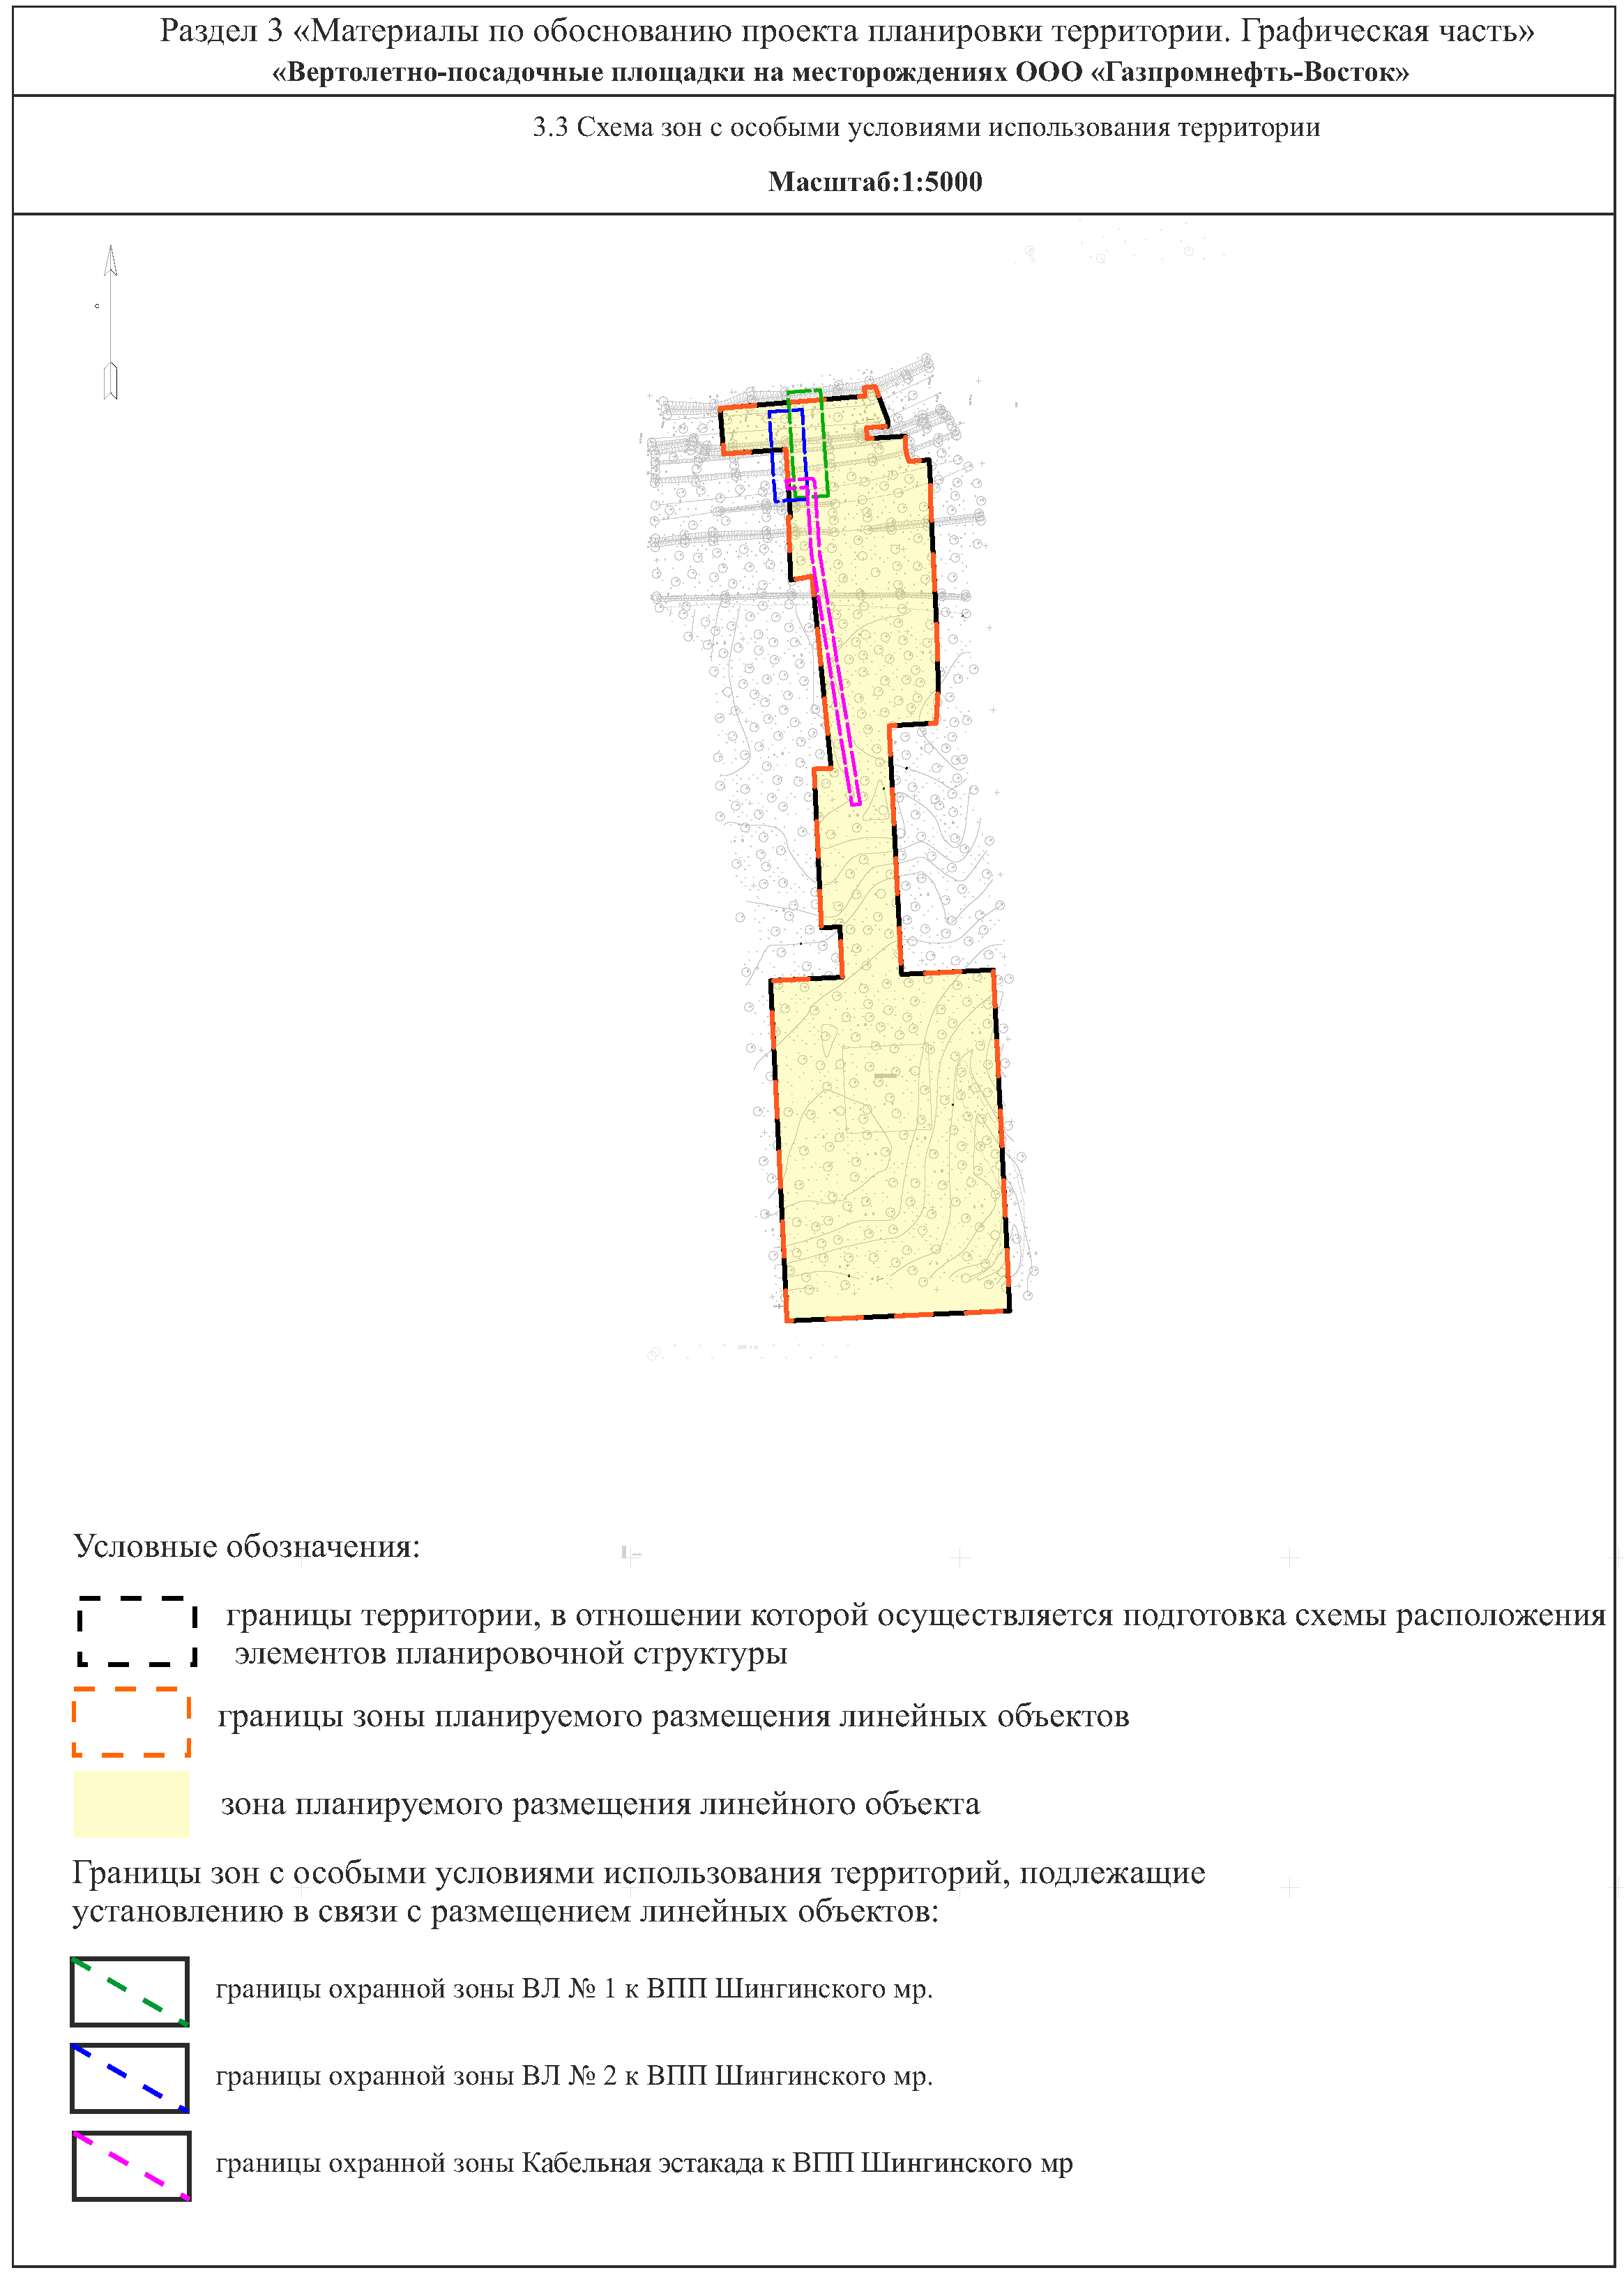 Раздел 3 «Материалы по обоснованию проекта планировки территории. Графическая часть»
«Вертолетно-посадочные площадки на месторождениях ООО «Газпромнефть-Восток»
3.3 Схема зон с особыми условиями использования территории
Масштаб:1:5000
Условные обозначения:
границы территории, в отношении которой осуществляется подготовка схемы расположения
элементов планировочной структуры
границы зоны планируемого размещения линейных объектов
зона планируемого размещения линейного объекта
Границы зон с особыми условиями использования территорий, подлежащие
установлению в связи с размещением линейных объектов:
границы охранной зоны ВЛ № 1 к ВПП Шингинского мр.
границы охранной зоны ВЛ № 2 к ВПП Шингинского мр.
границы охранной зоны Кабельная эстакада к ВПП Шингинского мр